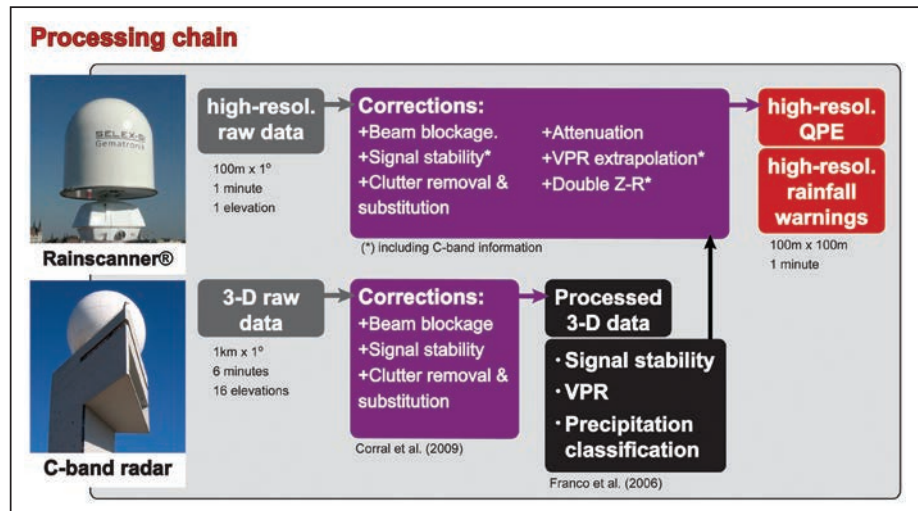 Processing chain
SELEX-SI
Gematronik
Rainscanner®
high-resol.
raw data
100m x 1º
1 minute
1 elevation
Corrections:
+Beam blockage.
+Signal stability*
+Clutter removal &
substitution
+Attenuation
+VPR extrapolation*
+Double Z-R*
(*) including C-band information
high-resol.
QPE
high-resol.
rainfall
warnings
100m x 100m
1 minute
C-band radar
3-D raw
data
1km x 1º
6 minutes
16 elevations
Corrections:
+Beam blockage
+Signal stability
+Clutter removal &
substitution
Corral et al. (2009)
Processed
3-D data
· Signal stability
· VPR
· Precipitation
classification
Franco et al. (2006)